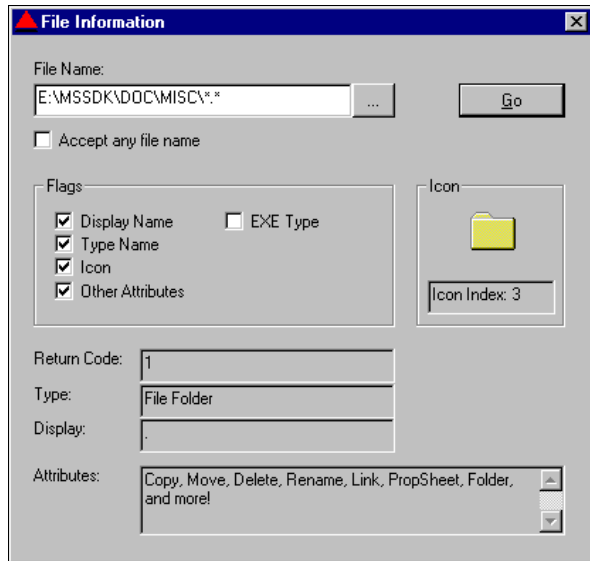 File Information
File Name:
E:\MSSDK\DOC\MISC\*.*
...
Go
Accept any file name
Flags
Icon
Display Name
EXE Type
Type Name
Icon
Other Attributes
Icon Index: 3
Return Code:
1
Type:
File Folder
Display:
.
Attributes:
Copy, Move, Delete, Rename, Link, PropSheet, Folder,
and more!